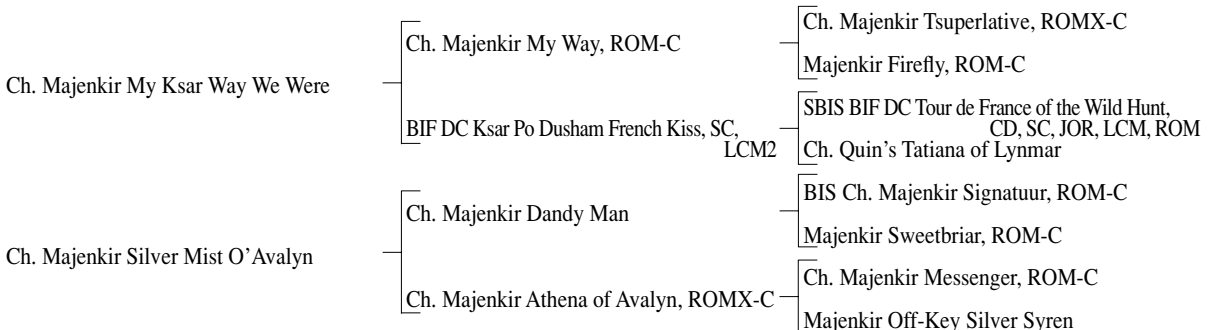 Ch. Majenkir Tsuperlative, ROMX-C
Ch. Majenkir My Way, ROM-C
Majenkir Firefly, ROM-C
Ch. Majenkir My Ksar Way We Were
SBIS BIF DC Tour de France of the Wild Hunt,
CD, SC, JOR, LCM, ROM
BIF DC Ksar Po Dusham French Kiss, SC,
LCM2
Ch. Quin's Tatiana of Lynmar
BIS Ch. Majenkir Signatuur, ROM-C
Ch. Majenkir Dandy Man
Majenkir Sweetbriar, ROM-C
Ch. Majenkir Silver Mist O'Avalyn
Ch. Majenkir Messenger, ROM-C
Ch. Majenkir Athena of Avalyn, ROMX-C
Majenkir Off-Key Silver Syren